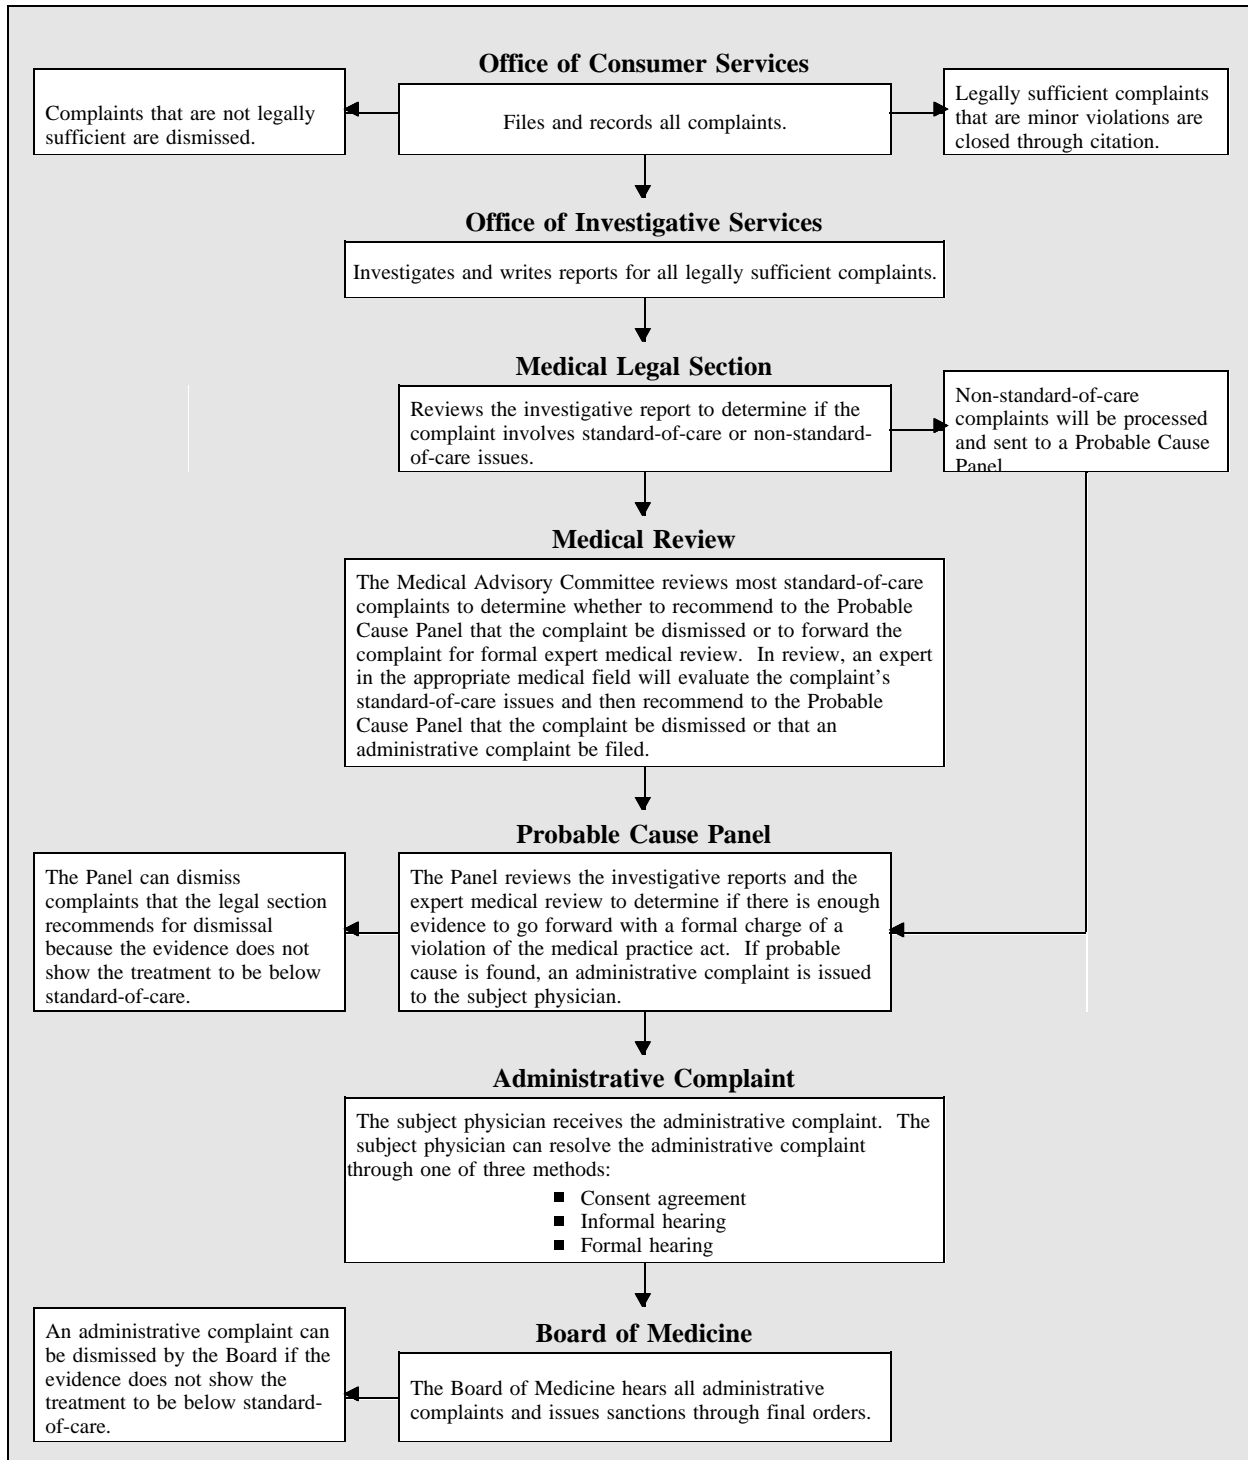 Office of Consumer Services
Complaints that are not legally
sufficient are dismissed.
Files and records all complaints.
Legally sufficient complaints
that are minor violations are
closed through citation.
Office of Investigative Services
Investigates and writes reports for all legally sufficient complaints.
Medical Legal Section
Reviews the investigative report to determine if the
complaint involves standard-of-care or non-standard-
of-care issues.
Non-standard-of-care
complaints will be processed
and sent to a Probable Cause
Panel
Medical Review
The Medical Advisory Committee reviews most standard-of-care
complaints to determine whether to recommend to the Probable
Cause Panel that the complaint be dismissed or to forward the
complaint for formal expert medical review. In review, an expert
in the appropriate medical field will evaluate the complaint's
standard-of-care issues and then recommend to the Probable
Cause Panel that the complaint be dismissed or that an
administrative complaint be filed.
Probable Cause Panel
The Panel can dismiss
complaints that the legal section
recommends for dismissal
because the evidence does not
show the treatment to be below
standard-of-care.
The Panel reviews the investigative reports and the
expert medical review to determine if there is enough
evidence to go forward with a formal charge of a
violation of the medical practice act. If probable
cause is found, an administrative complaint is issued
to the subject physician.
Administrative Complaint
The subject physician receives the administrative complaint. The
subject physician can resolve the administrative complaint
through one of three methods:
■ Consent agreement
■ Informal hearing
■ Formal hearing
Board of Medicine
An administrative complaint can
be dismissed by the Board if the
evidence does not show the
treatment to be below standard-
of-care.
The Board of Medicine hears all administrative
complaints and issues sanctions through final orders.